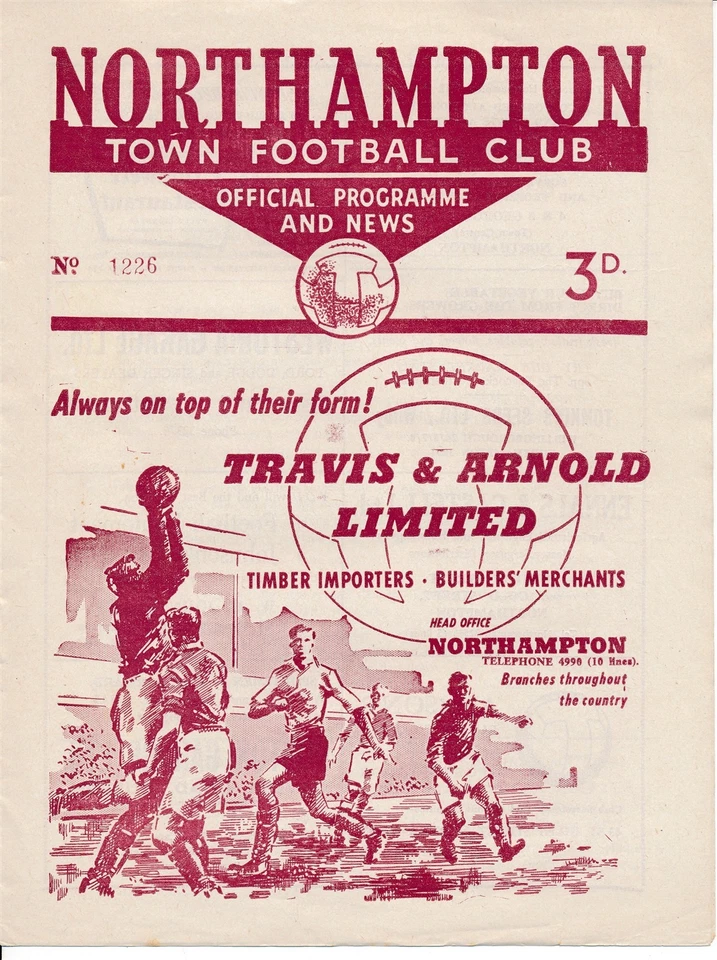 NORTHAMPTON
TOWN FOOTBALL CLUB
OFFICIAL PROGRAMME
AND NEWS
Nº 1226
3D.
Always on top of their form!
TRAVIS & ARNOLD
LIMITED
TIMBER IMPORTERS · BUILDERS' MERCHANTS
HEAD OFFICE
NORTHAMPTON
TELEPHONE 4990 (10 lines).
Branches throughout
the country